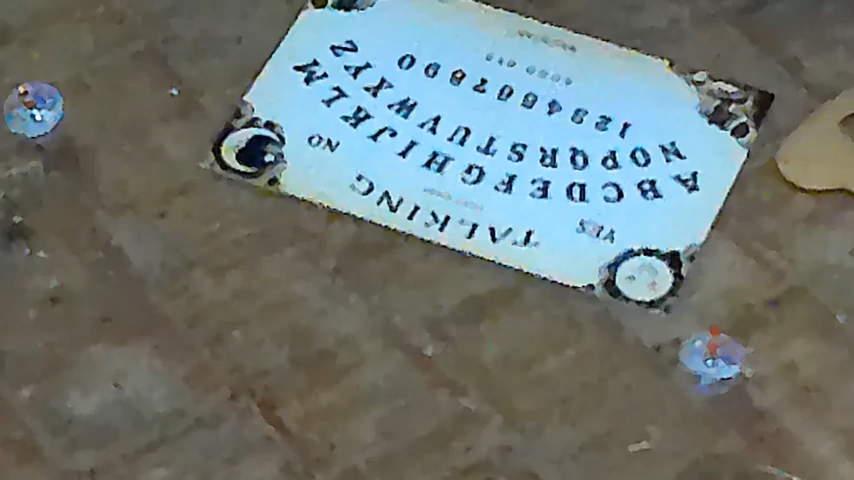 TALKING
YES NO
ABCDEFGHIJKLM
NOPQRSTUVWXYZ
1234567890